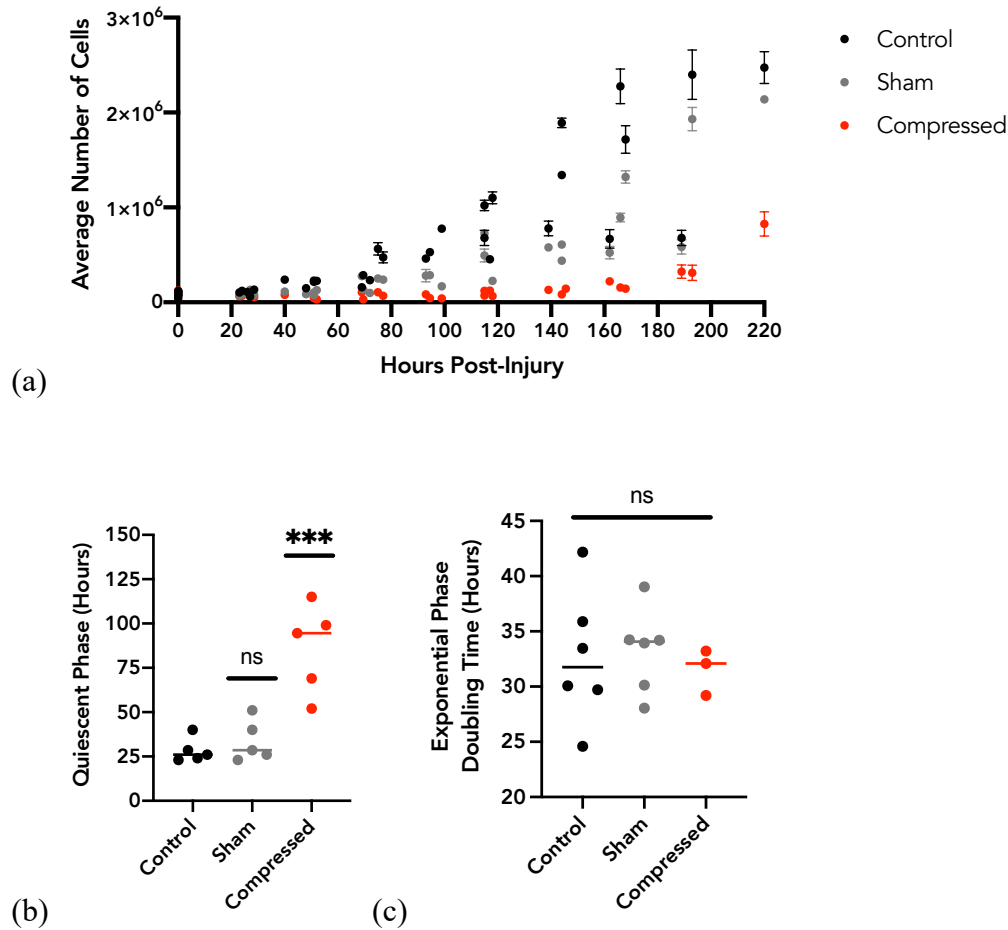 3×10⁶
2×10⁶
1×10⁶
0
Average Number of Cells
0 20 40 60 80 100 120 140 160 180 200 220
Hours Post-Injury
Control
Sham
Compressed
(a)
150
125
100
75
50
25
0
Quiescent Phase (Hours)
ns
***
Control
Sham
Compressed
(b)
45
40
35
30
25
20
Exponential Phase
Doubling Time (Hours)
ns
Control
Sham
Compressed
(c)